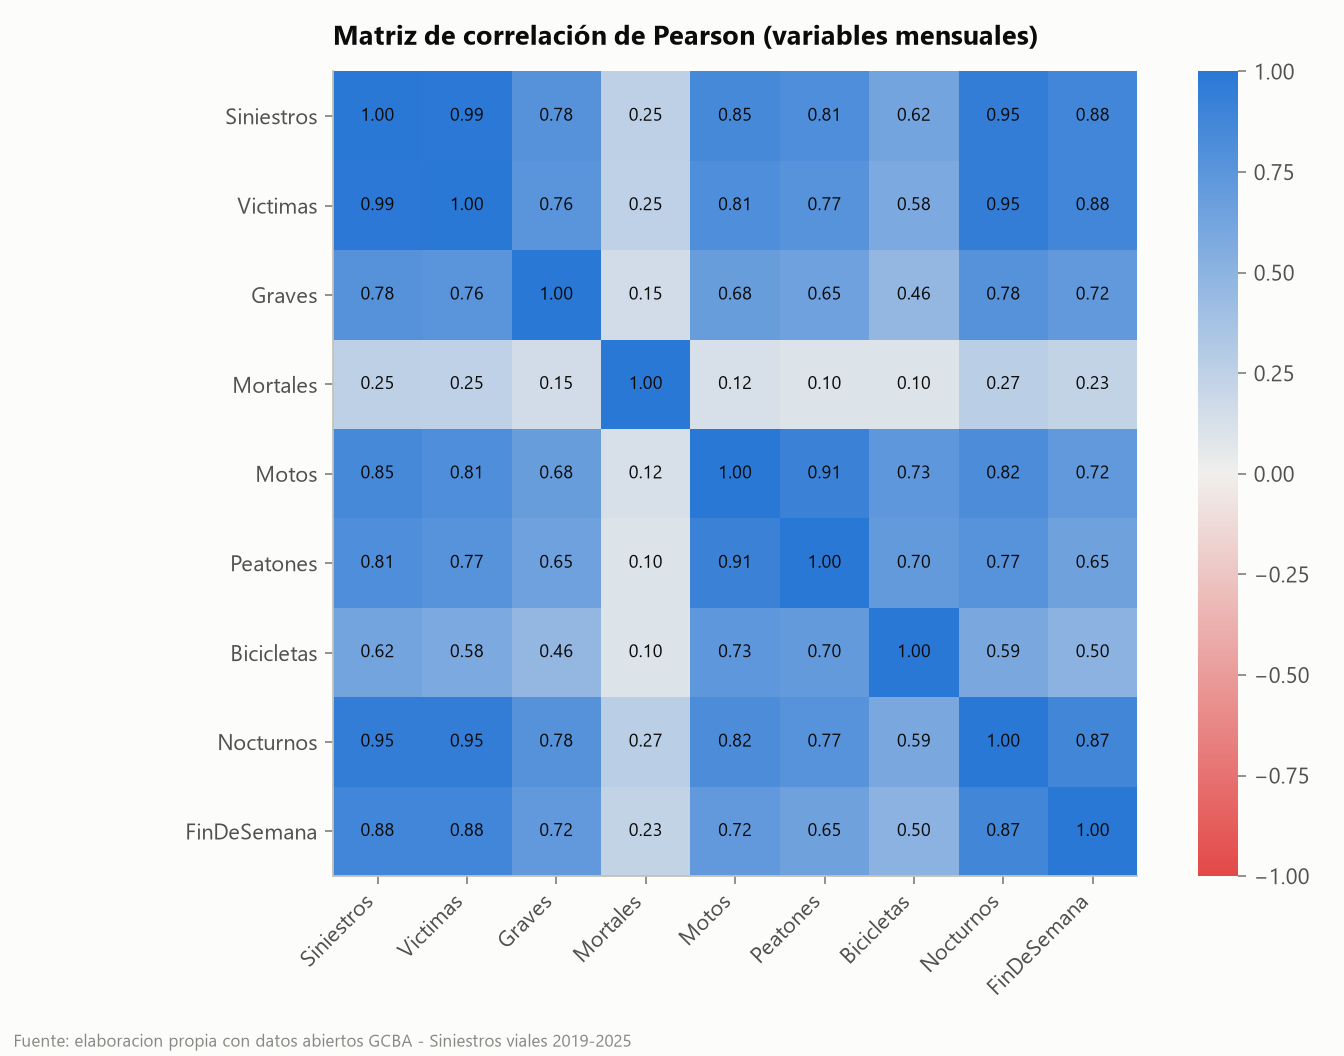 Matriz de correlación de Pearson (variables mensuales)
Siniestros 1.00 0.99 0.78 0.25 0.85 0.81 0.62 0.95 0.88
Victimas 0.99 1.00 0.76 0.25 0.81 0.77 0.58 0.95 0.88
Graves 0.78 0.76 1.00 0.15 0.68 0.65 0.46 0.78 0.72
Mortales 0.25 0.25 0.15 1.00 0.12 0.10 0.10 0.27 0.23
Motos 0.85 0.81 0.68 0.12 1.00 0.91 0.73 0.82 0.72
Peatones 0.81 0.77 0.65 0.10 0.91 1.00 0.70 0.77 0.65
Bicicletas 0.62 0.58 0.46 0.10 0.73 0.70 1.00 0.59 0.50
Nocturnos 0.95 0.95 0.78 0.27 0.82 0.77 0.59 1.00 0.87
FinDeSemana 0.88 0.88 0.72 0.23 0.72 0.65 0.50 0.87 1.00
Siniestros Victimas Graves Mortales Motos Peatones Bicicletas Nocturnos FinDeSemana
1.00
0.75
0.50
0.25
0.00
−0.25
−0.50
−0.75
−1.00
Fuente: elaboracion propia con datos abiertos GCBA - Siniestros viales 2019-2025